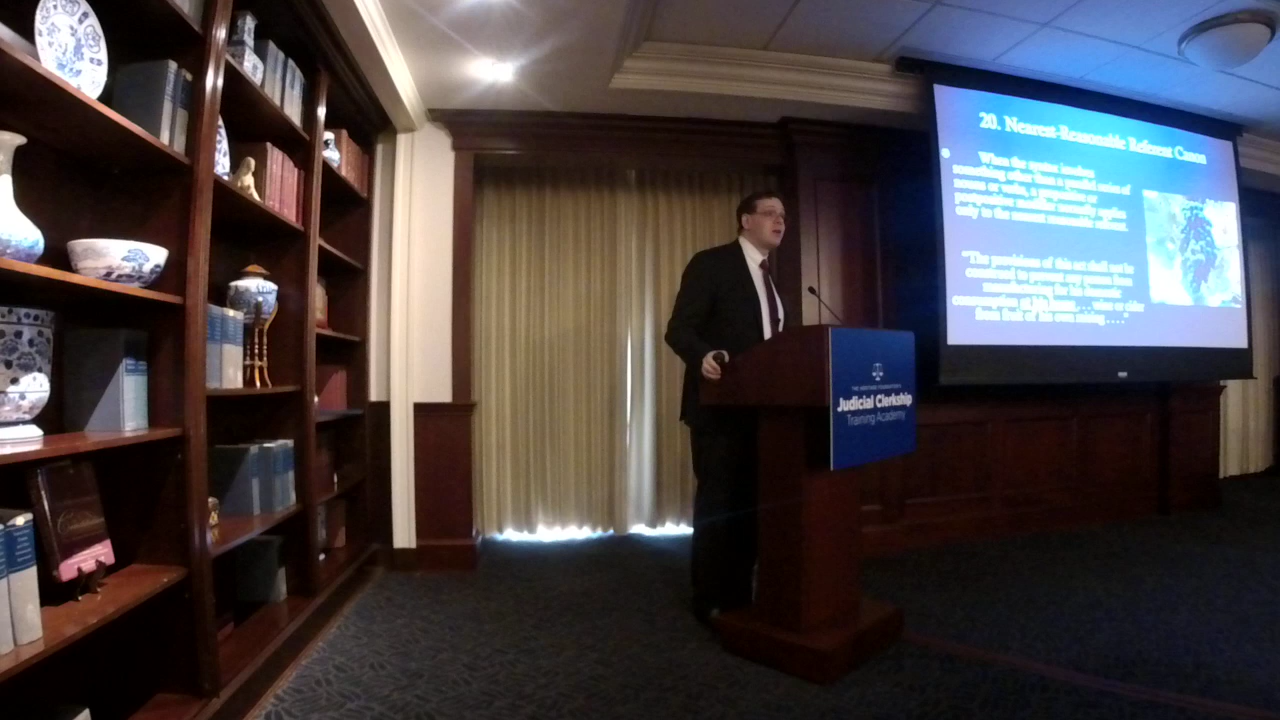 20. Nearest-Reasonable Referent Canon
When the syntax involves
something other than a parallel series of
nouns or verbs, a prepositive or
postpositive modifier normally applies
only to the nearest reasonable referent.
"The provisions of this act shall not be
construed to prevent any person from
manufacturing for his domestic
consumption at his home . . . wine or cider
from fruit of his own raising . . . ."
THE HERITAGE FOUNDATION'S
Judicial Clerkship
Training Academy